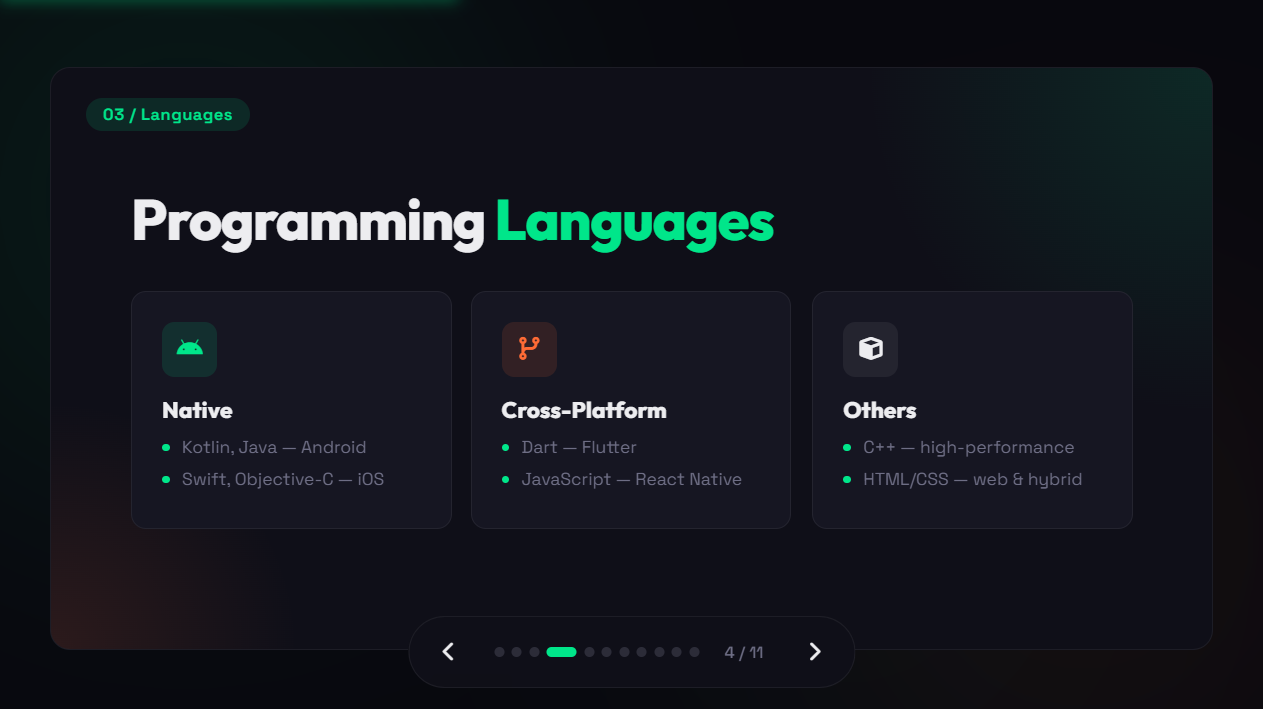 03 / Languages
Programming Languages
Native
Kotlin, Java — Android
Swift, Objective-C — iOS
Cross-Platform
Dart — Flutter
JavaScript — React Native
Others
C++ — high-performance
HTML/CSS — web & hybrid
4 / 11